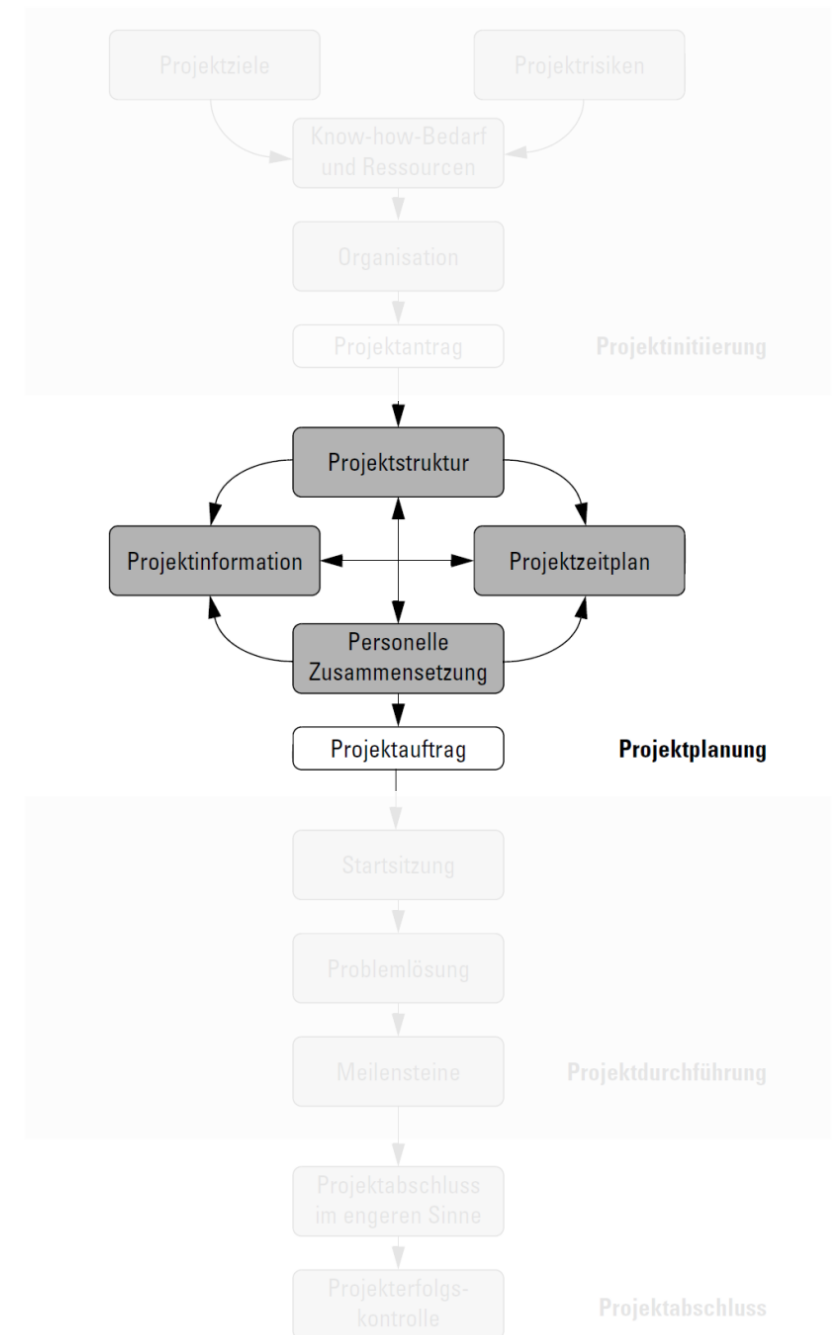 Projektziele
Projektrisiken
Know-how-Bedarf
und Ressourcen
Organisation
Projektantrag
Projektinitiierung
Projektstruktur
Projektinformation
Projektzeitplan
Personelle
Zusammensetzung
Projektauftrag
Projektplanung
Startsitzung
Problemlösung
Meilensteine
Projektdurchführung
Projektabschluss
im engeren Sinne
Projekterfolgs-
kontrolle
Projektabschluss